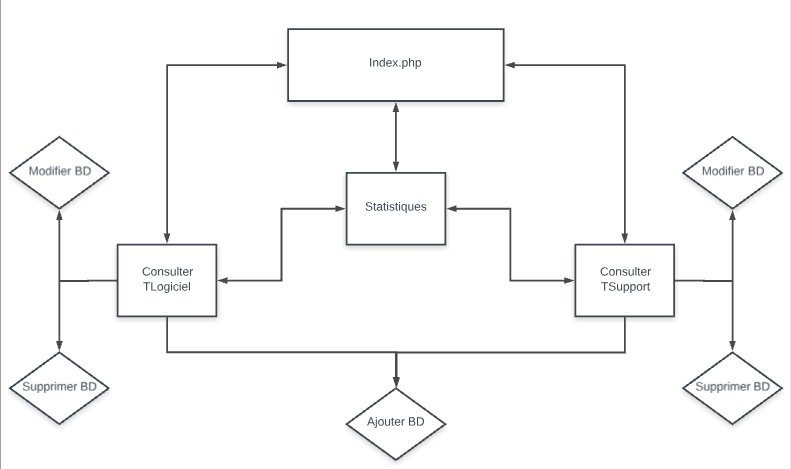 Index.php
Modifier BD
Modifier BD
Statistiques
Consulter
TLogiciel
Consulter
TSupport
Supprimer BD
Supprimer BD
Ajouter BD